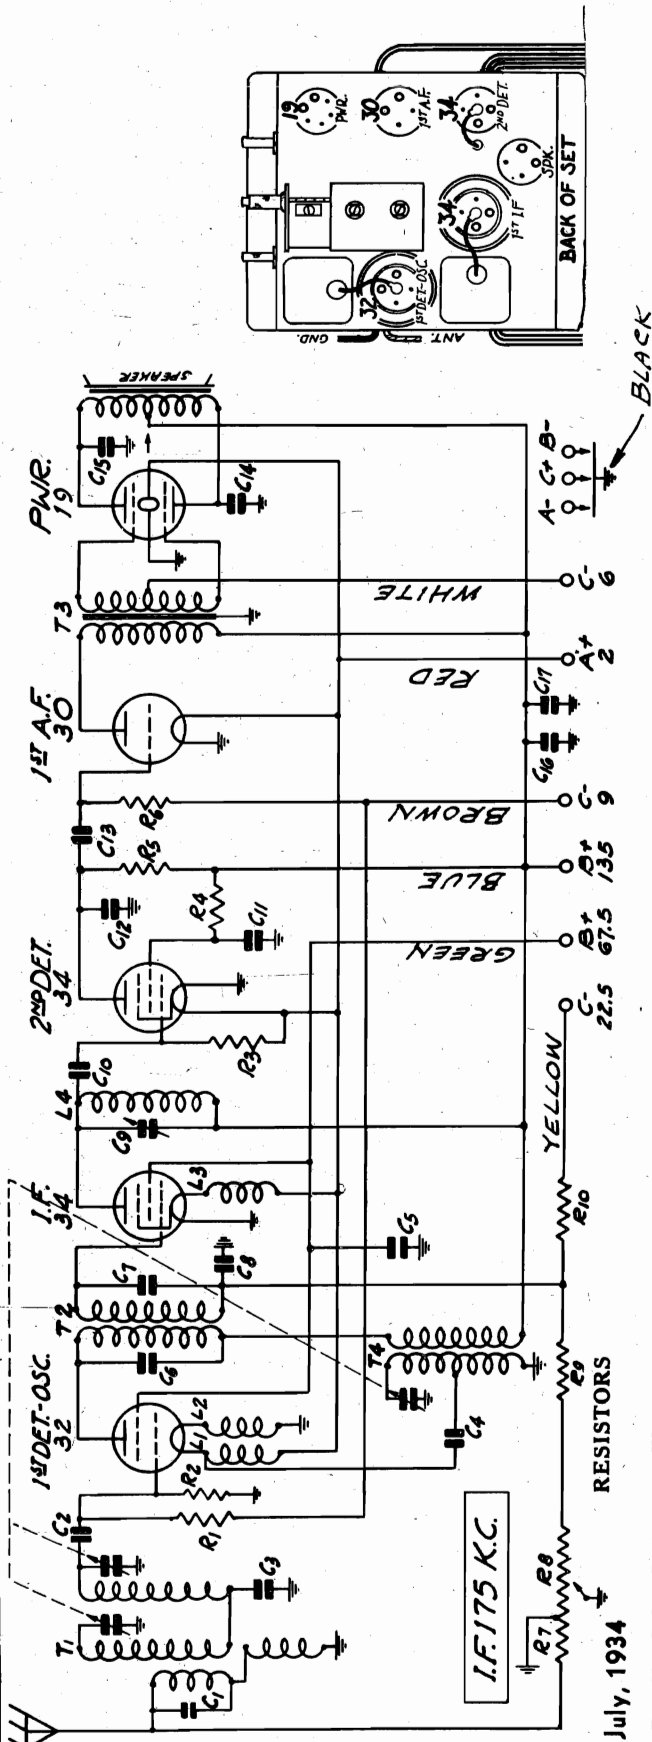 1ST DET.-OSC.
32
I.F.
34
2ND DET.
34
1ST A.F.
30
PWR.
19
T1
C1
C2
C3
R1
R2
L1
L2
T2
C6
C7
C8
L3
C9
L4
C10
R3
C11
R4
C12
R5
C13
R6
T3
C14
C15
SPEAKER
T4
C4
C5
C16
C17
I.F. 175 K.C.
R7
R8
R9
R10
YELLOW
GREEN
BLUE
BROWN
RED
WHITE
C-
22.5
B+
67.5
B+
135
C-
9
A+
2
C-
6
A- C+ B-
BLACK
July, 1934
RESISTORS
GND.
ANT.
32
1ST DET-OSC.
34
1ST IF
SPK.
19
PWR.
30
1ST A.F.
34
2ND DET.
BACK OF SET